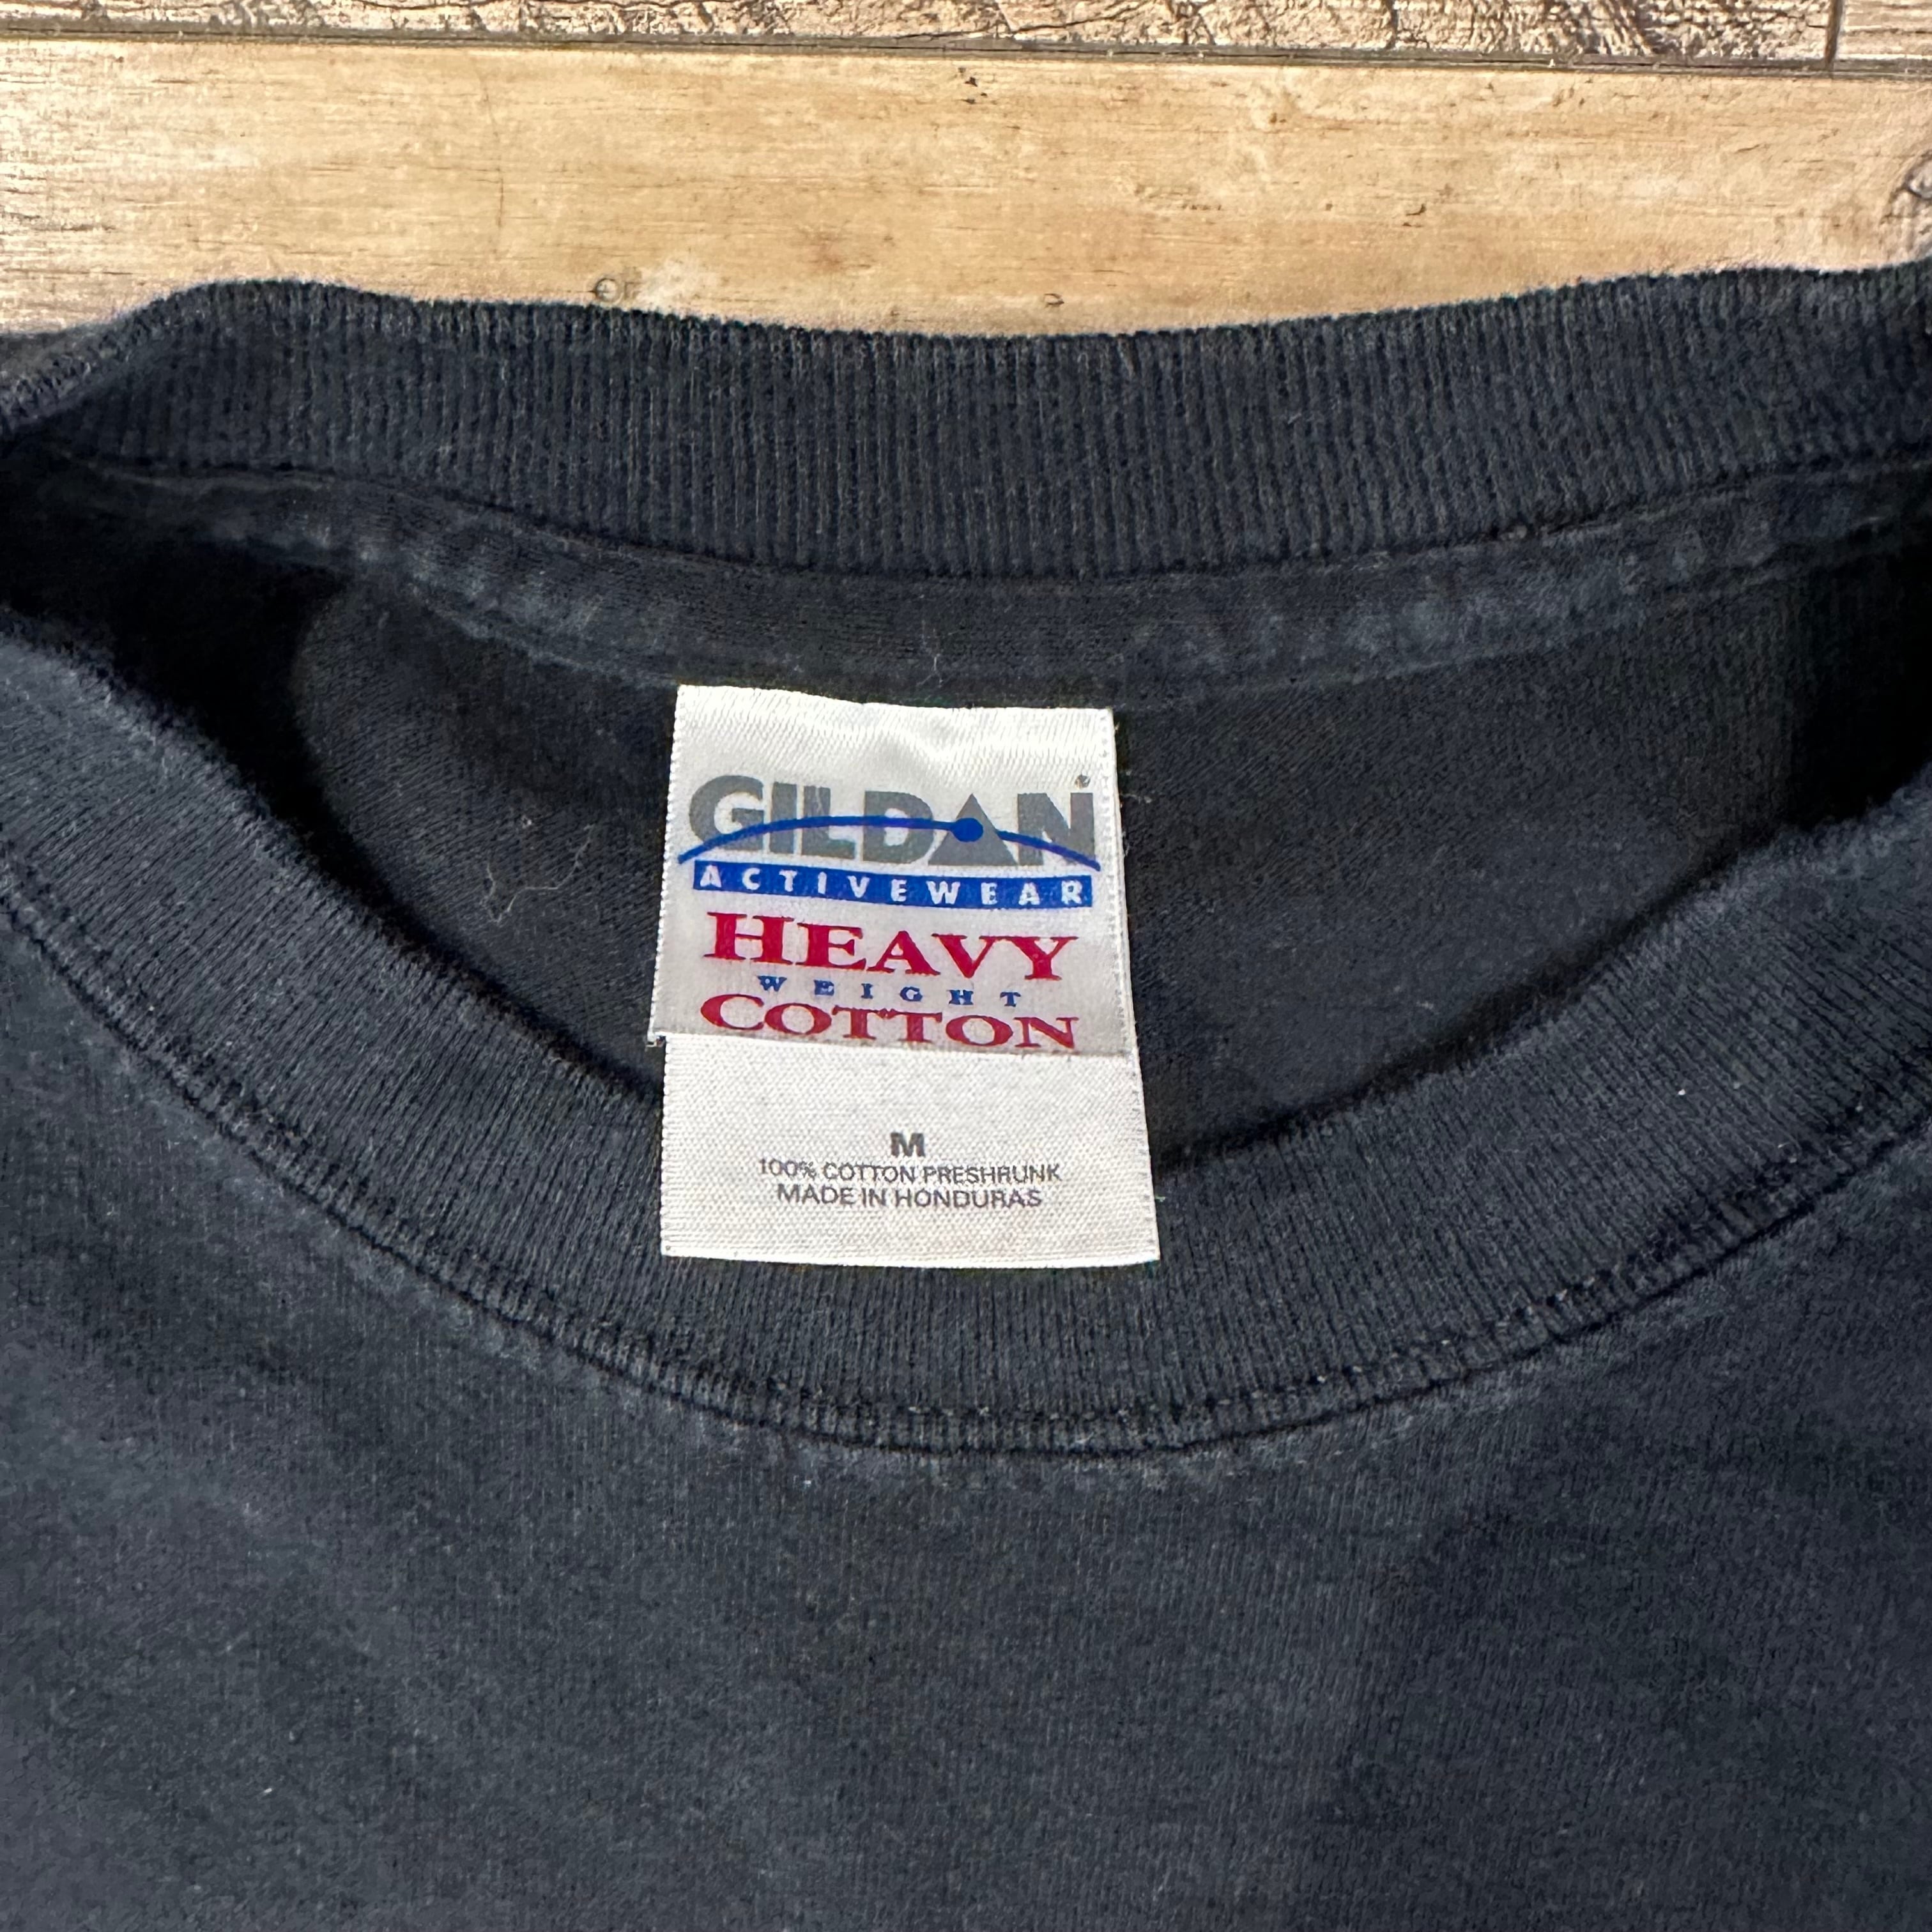 GILDAN®
ACTIVEWEAR
HEAVY
WEIGHT
COTTON
M
100% COTTON PRESHRUNK
MADE IN HONDURAS